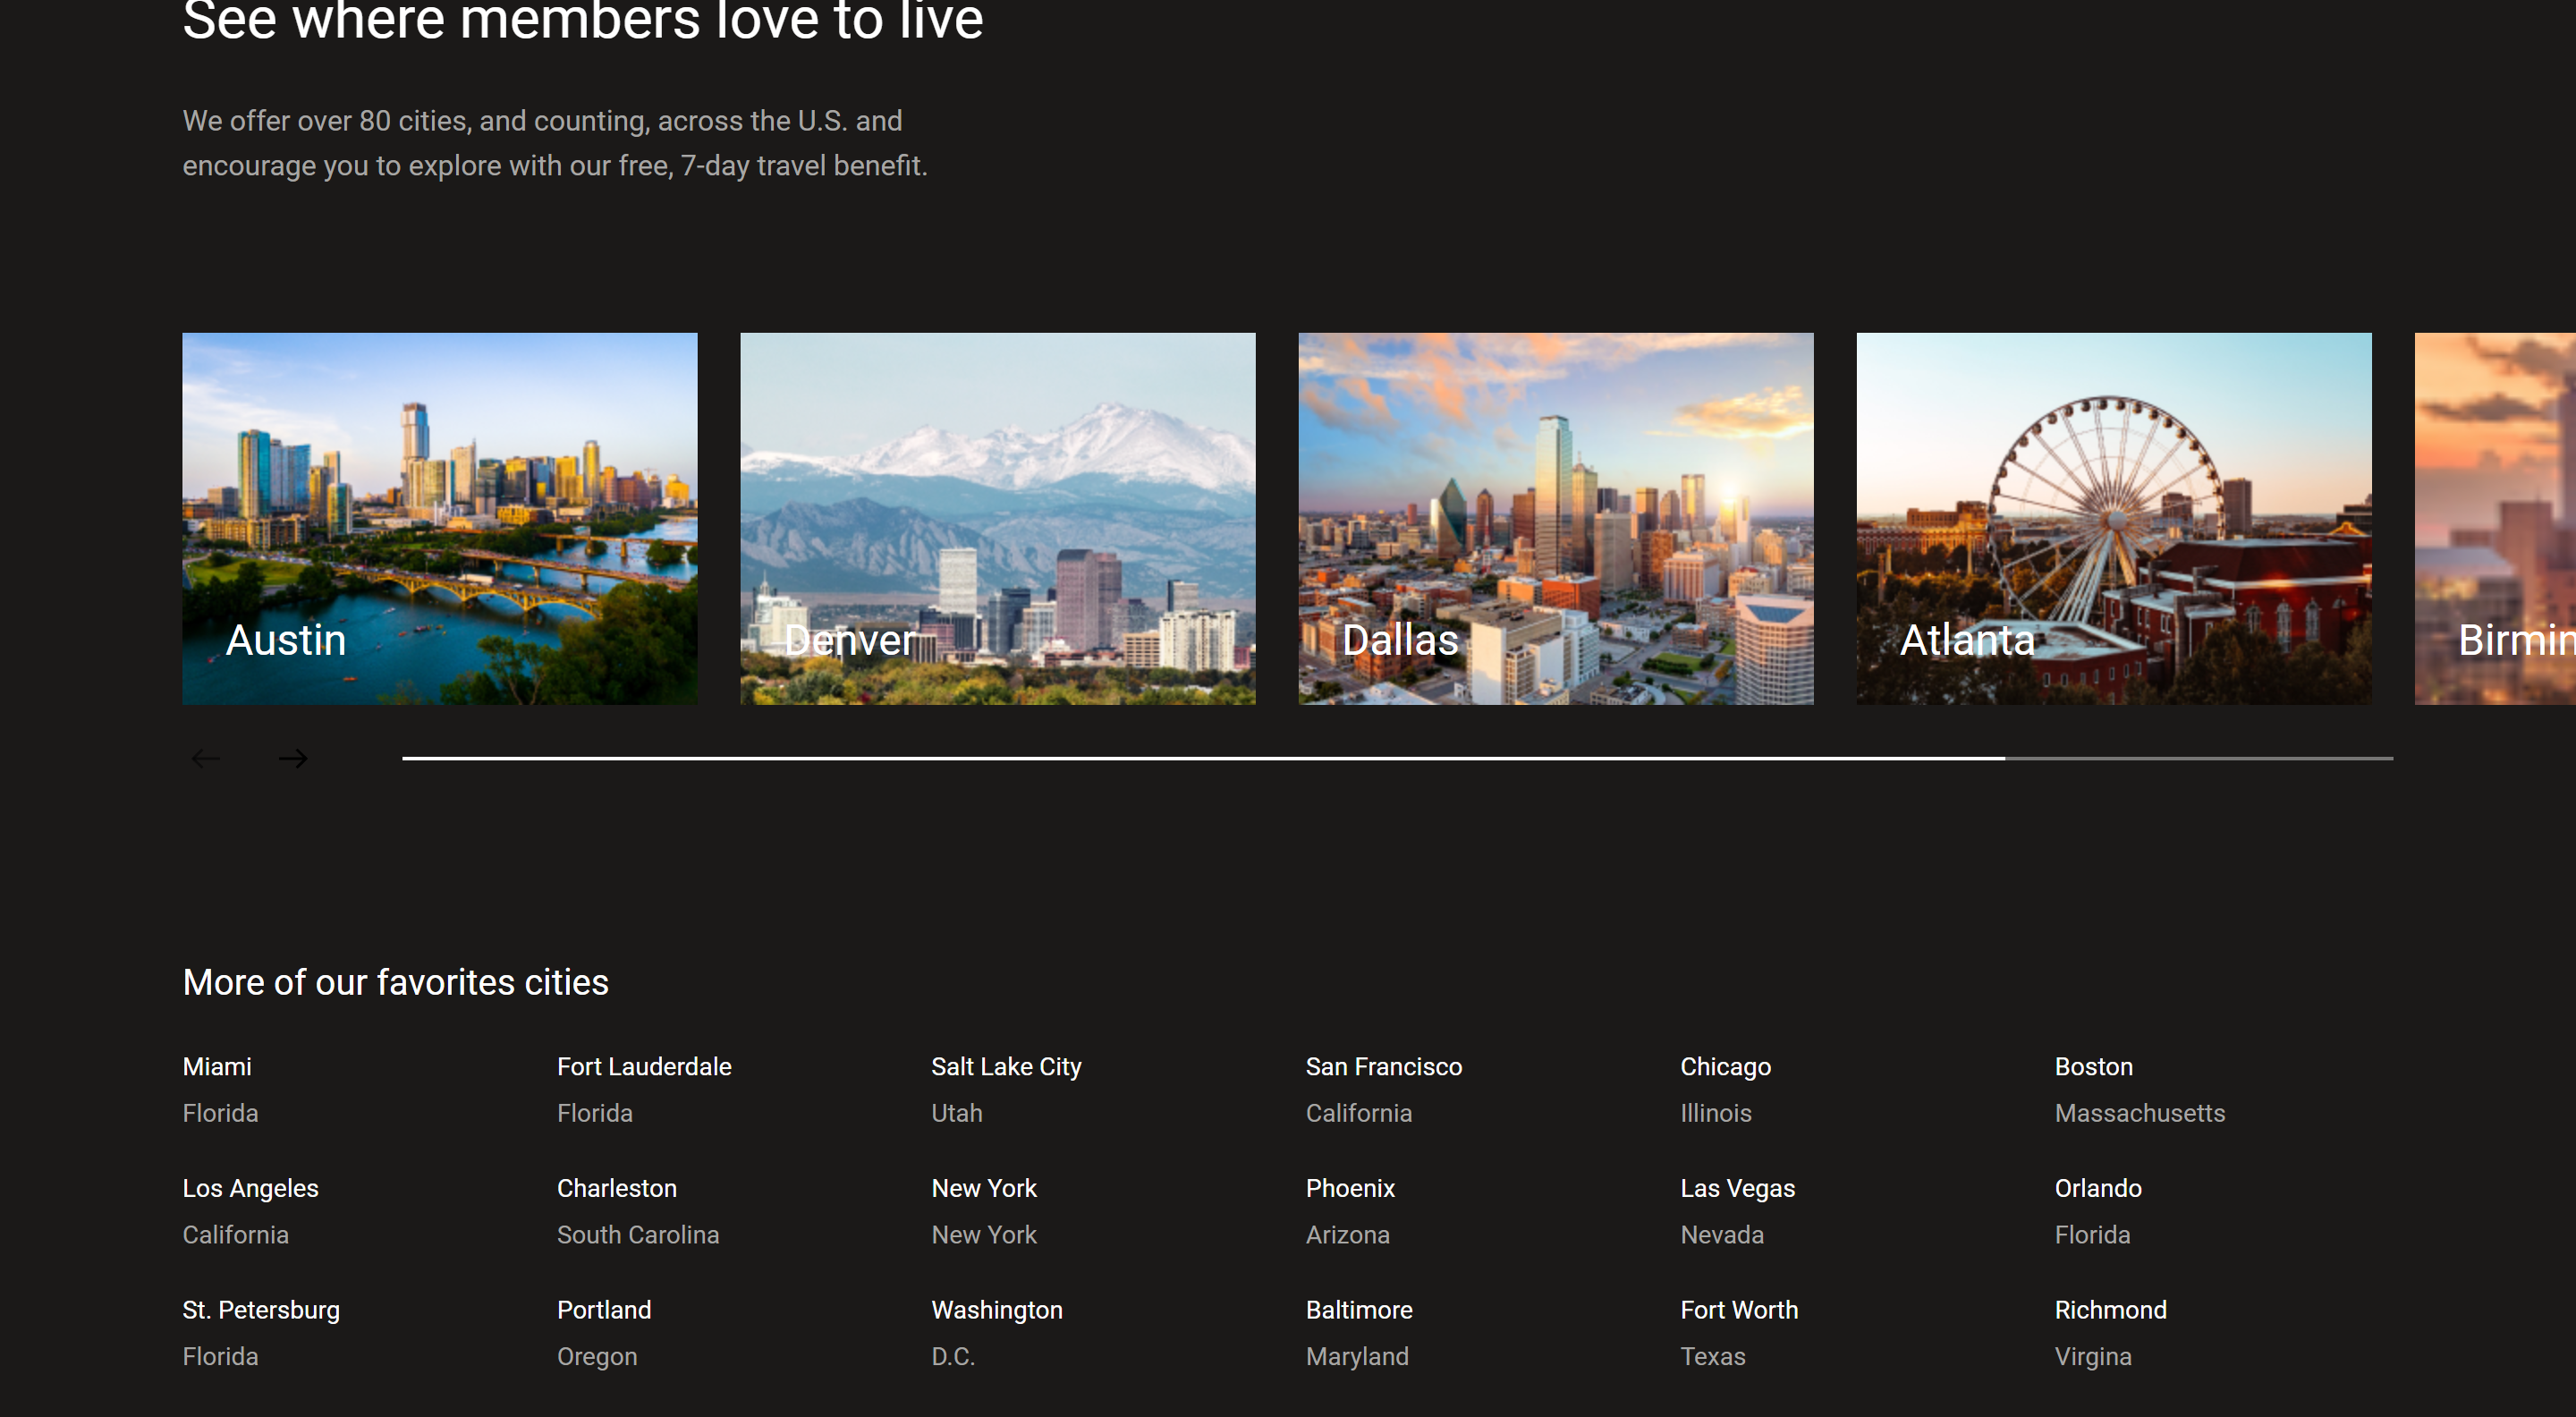 See where members love to live
We offer over 80 cities, and counting, across the U.S. and
encourage you to explore with our free, 7-day travel benefit.
Austin
Denver
Dallas
Atlanta
More of our favorites cities
Miami
Florida
Fort Lauderdale
Florida
Salt Lake City
Utah
San Francisco
California
Chicago
Illinois
Boston
Massachusetts
Los Angeles
California
Charleston
South Carolina
New York
New York
Phoenix
Arizona
Las Vegas
Nevada
Orlando
Florida
St. Petersburg
Florida
Portland
Oregon
Washington
D.C.
Baltimore
Maryland
Fort Worth
Texas
Richmond
Virgina